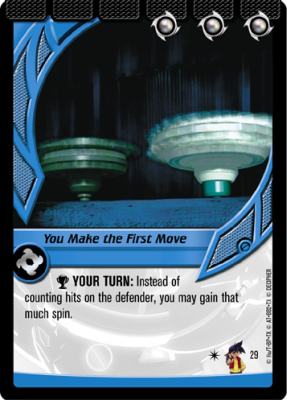 You Make the First Move
YOUR TURN: Instead of
counting hits on the defender, you may gain that
much spin.
29